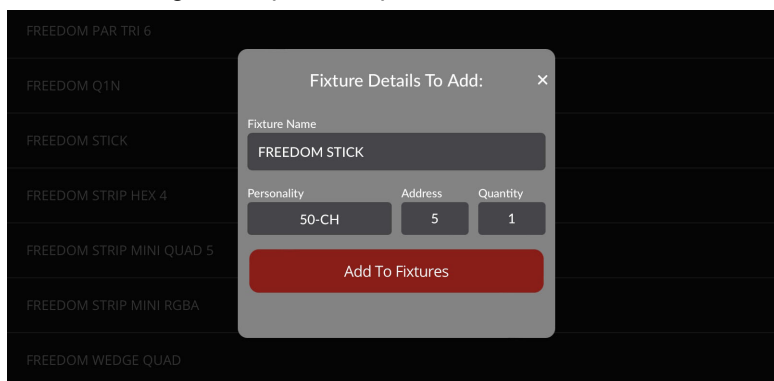 FREEDOM PAR TRI 6
FREEDOM Q1N
FREEDOM STICK
FREEDOM STRIP HEX 4
FREEDOM STRIP MINI QUAD 5
FREEDOM STRIP MINI RGBA
FREEDOM WEDGE QUAD
Fixture Details To Add: ×
Fixture Name
FREEDOM STICK
Personality Address Quantity
50-CH 5 1
Add To Fixtures